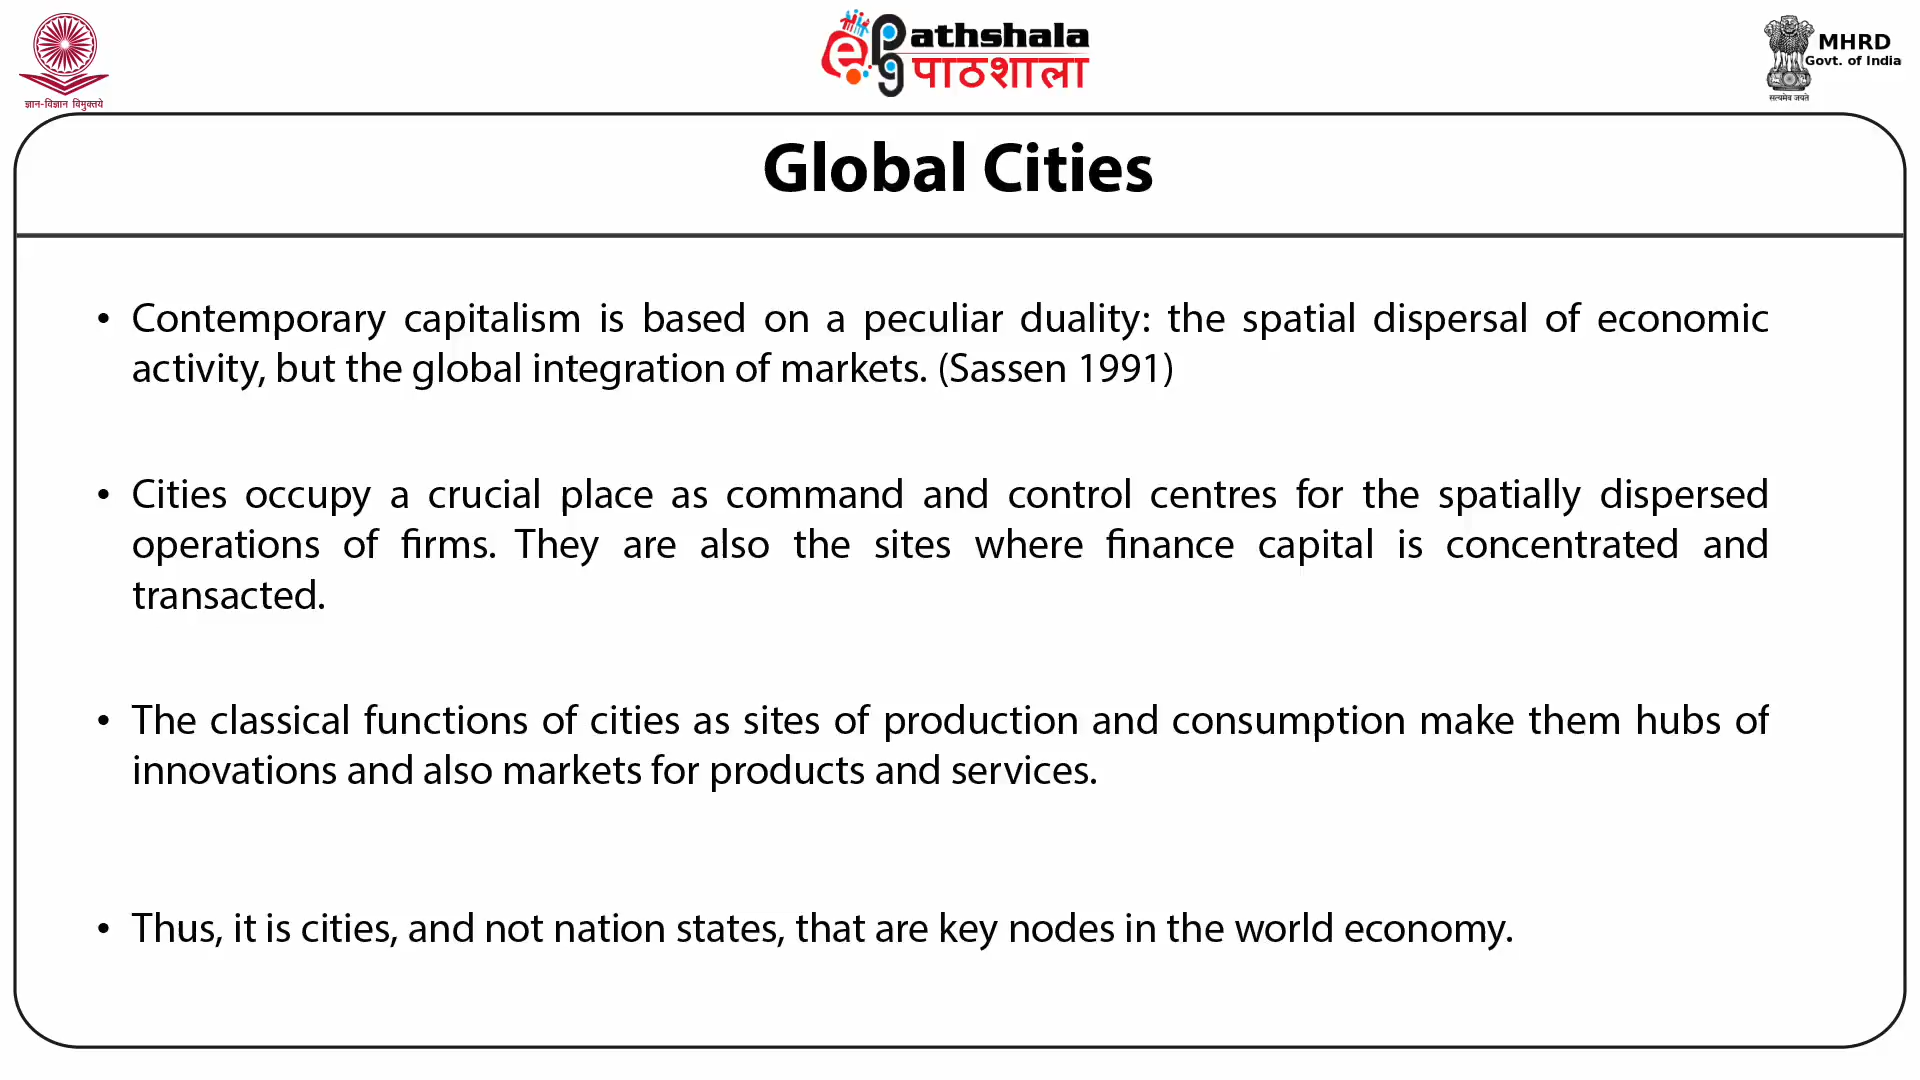 ज्ञान-विज्ञान विमुक्तये
ePG athshala
पाठशाला
MHRD
Govt. of India
सत्यमेव जयते
Global Cities
• Contemporary capitalism is based on a peculiar duality: the spatial dispersal of economic
activity, but the global integration of markets. (Sassen 1991)
• Cities occupy a crucial place as command and control centres for the spatially dispersed
operations of firms. They are also the sites where finance capital is concentrated and
transacted.
• The classical functions of cities as sites of production and consumption make them hubs of
innovations and also markets for products and services.
• Thus, it is cities, and not nation states, that are key nodes in the world economy.